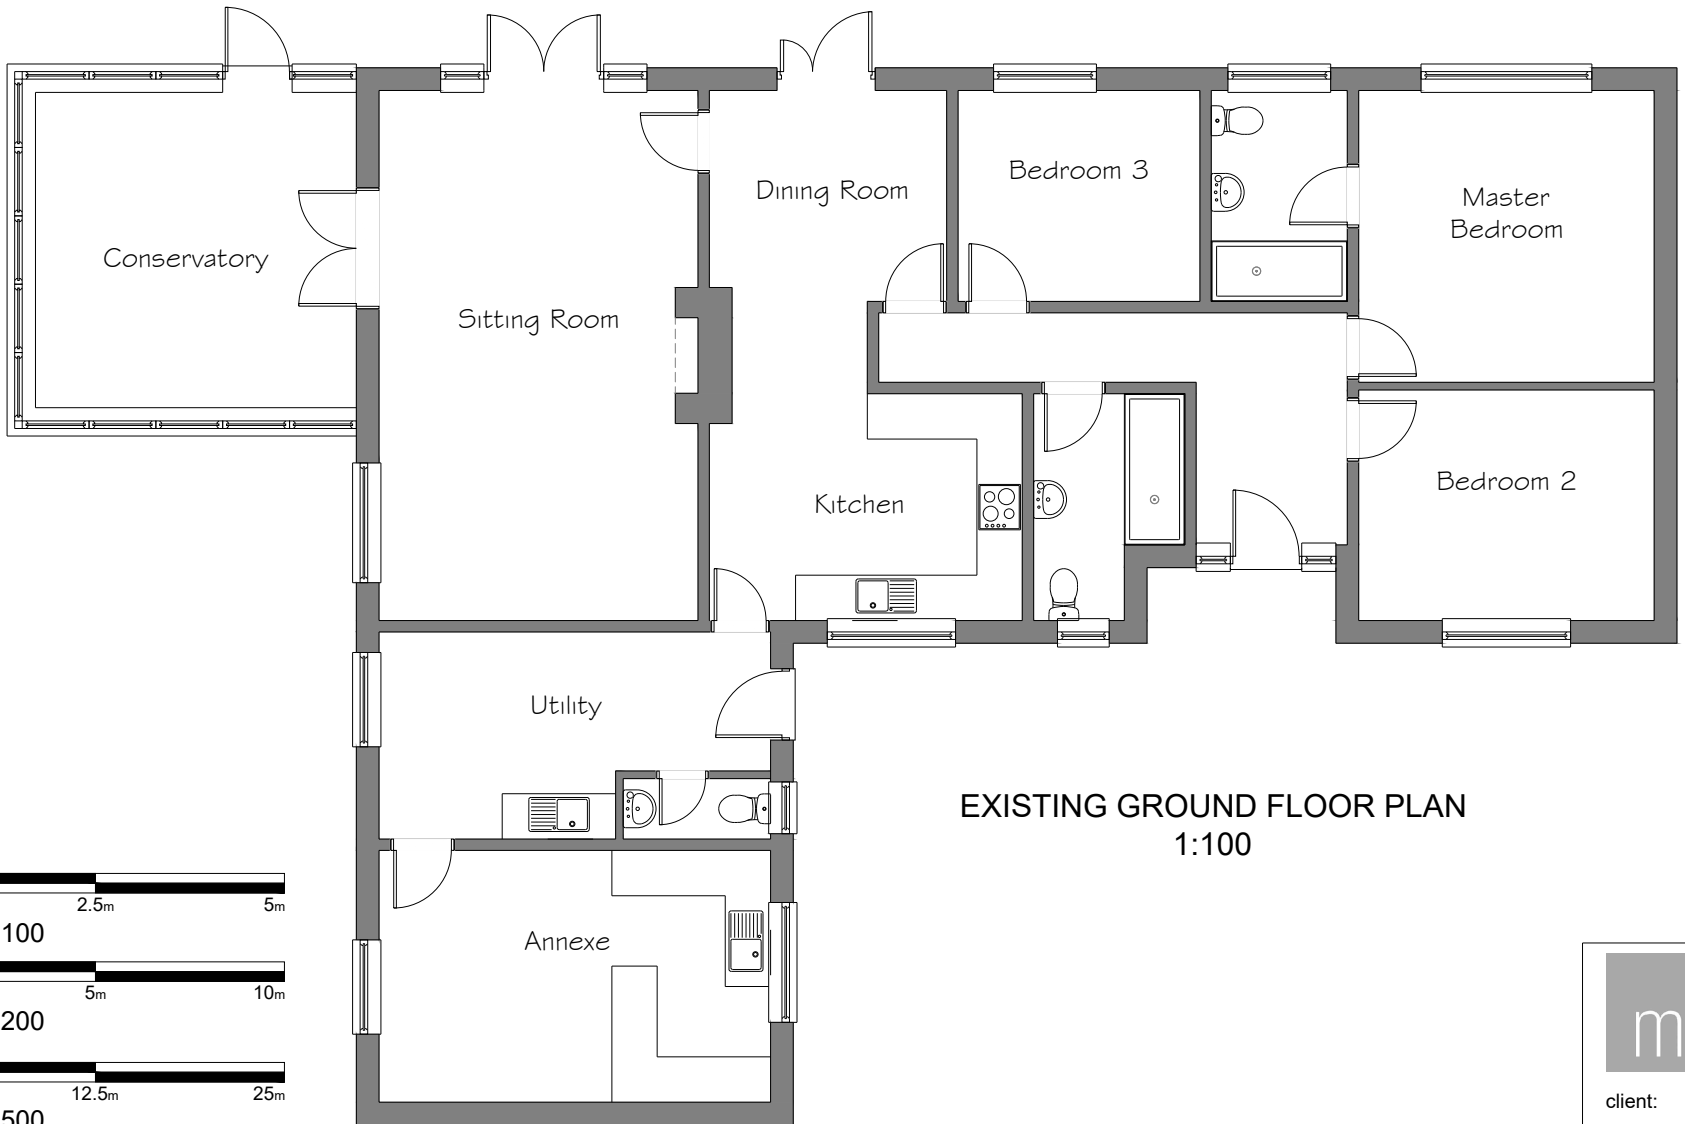 Conservatory
Sitting Room
Dining Room
Bedroom 3
Master
Bedroom
Kitchen
Bedroom 2
Utility
Annexe
EXISTING GROUND FLOOR PLAN
1:100
2.5m 5m
100
5m 10m
200
12.5m 25m
500
m
client: